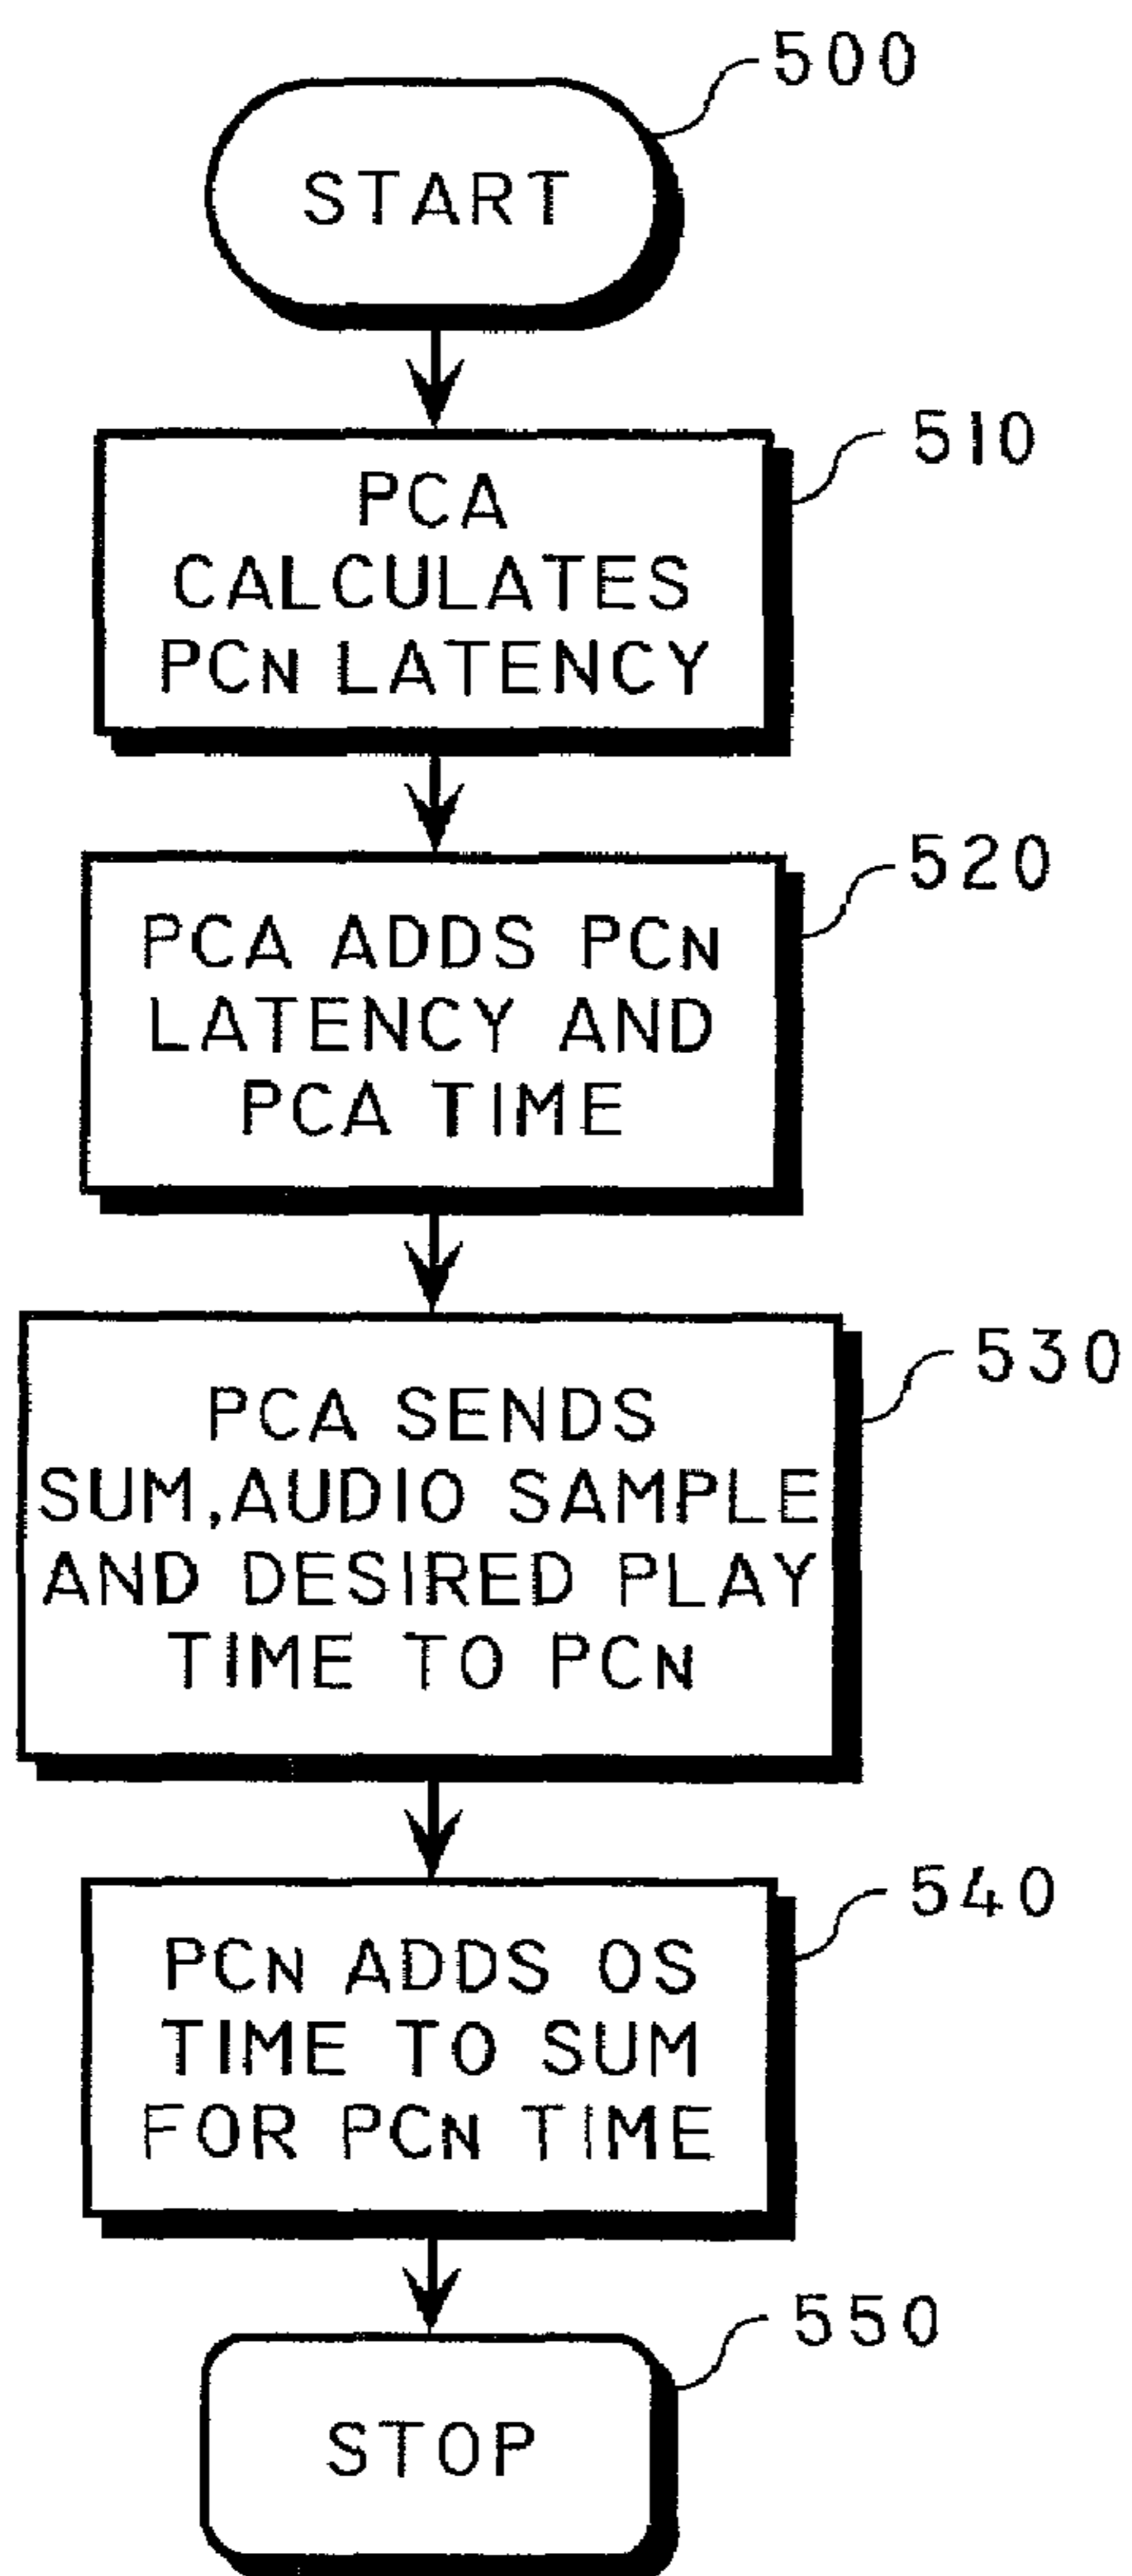 500
START
510
PCA
CALCULATES
PCN LATENCY
520
PCA ADDS PCN
LATENCY AND
PCA TIME
530
PCA SENDS
SUM, AUDIO SAMPLE
AND DESIRED PLAY
TIME TO PCN
540
PCN ADDS OS
TIME TO SUM
FOR PCN TIME
550
STOP